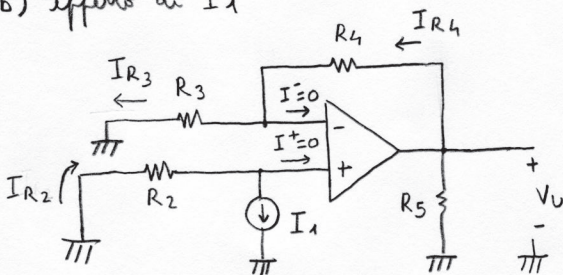 B) effetto di I1
R4
IR4
IR3
R3
I⁻=0
-
I⁺=0
+
IR2
R2
I1
R5
+
Vu
-